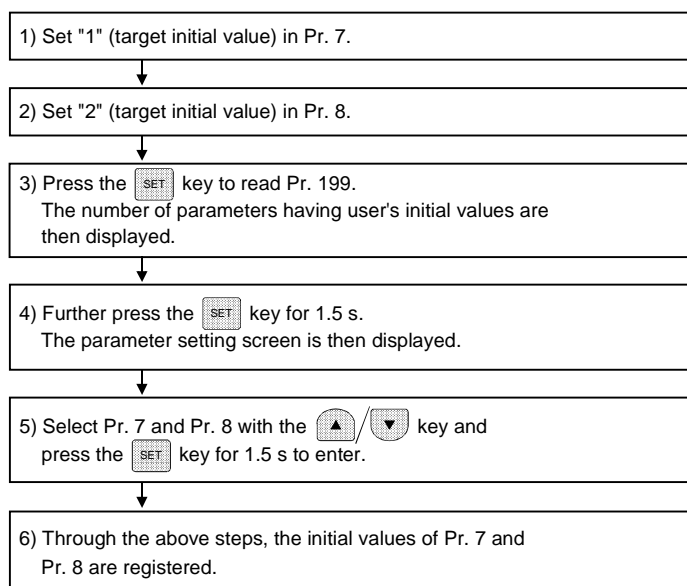 1) Set "1" (target initial value) in Pr. 7.
2) Set "2" (target initial value) in Pr. 8.
3) Press the SET key to read Pr. 199.
The number of parameters having user's initial values are
then displayed.
4) Further press the SET key for 1.5 s.
The parameter setting screen is then displayed.
5) Select Pr. 7 and Pr. 8 with the ▲/▼ key and
press the SET key for 1.5 s to enter.
6) Through the above steps, the initial values of Pr. 7 and
Pr. 8 are registered.